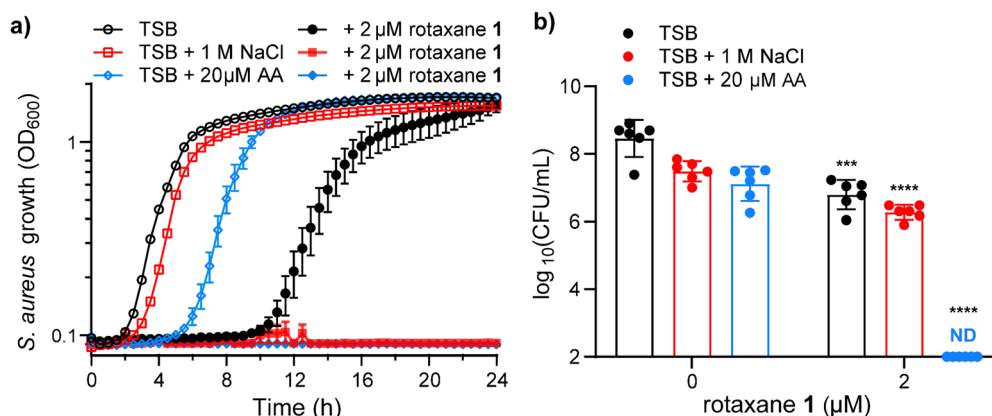 a)
TSB + 2 µM rotaxane 1
TSB + 1 M NaCl + 2 µM rotaxane 1
TSB + 20µM AA + 2 µM rotaxane 1
S. aureus growth (OD600)
1
0.1
0 4 8 12 16 20 24
Time (h)
b)
TSB
TSB + 1 M NaCl
TSB + 20 µM AA
log10(CFU/mL)
10
8
6
4
2
***
****
****
ND
0 2
rotaxane 1 (µM)